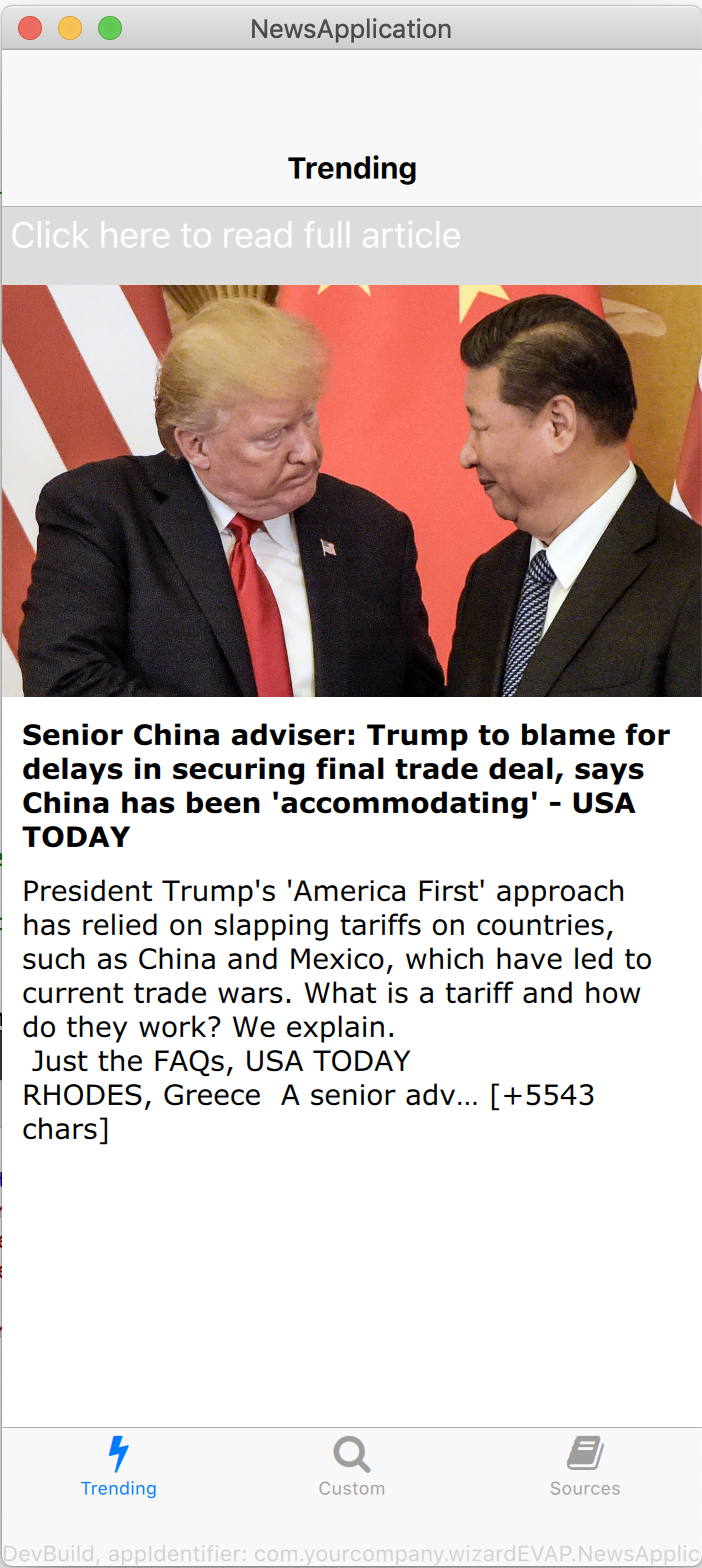 NewsApplication
Trending
Click here to read full article
Senior China adviser: Trump to blame for
delays in securing final trade deal, says
China has been 'accommodating' - USA
TODAY
President Trump's 'America First' approach
has relied on slapping tariffs on countries,
such as China and Mexico, which have led to
current trade wars. What is a tariff and how
do they work? We explain.
Just the FAQs, USA TODAY
RHODES, Greece  A senior adv… [+5543
chars]
Trending
Custom
Sources
DevBuild, appIdentifier: com.yourcompany.wizardEVAP.NewsApplic